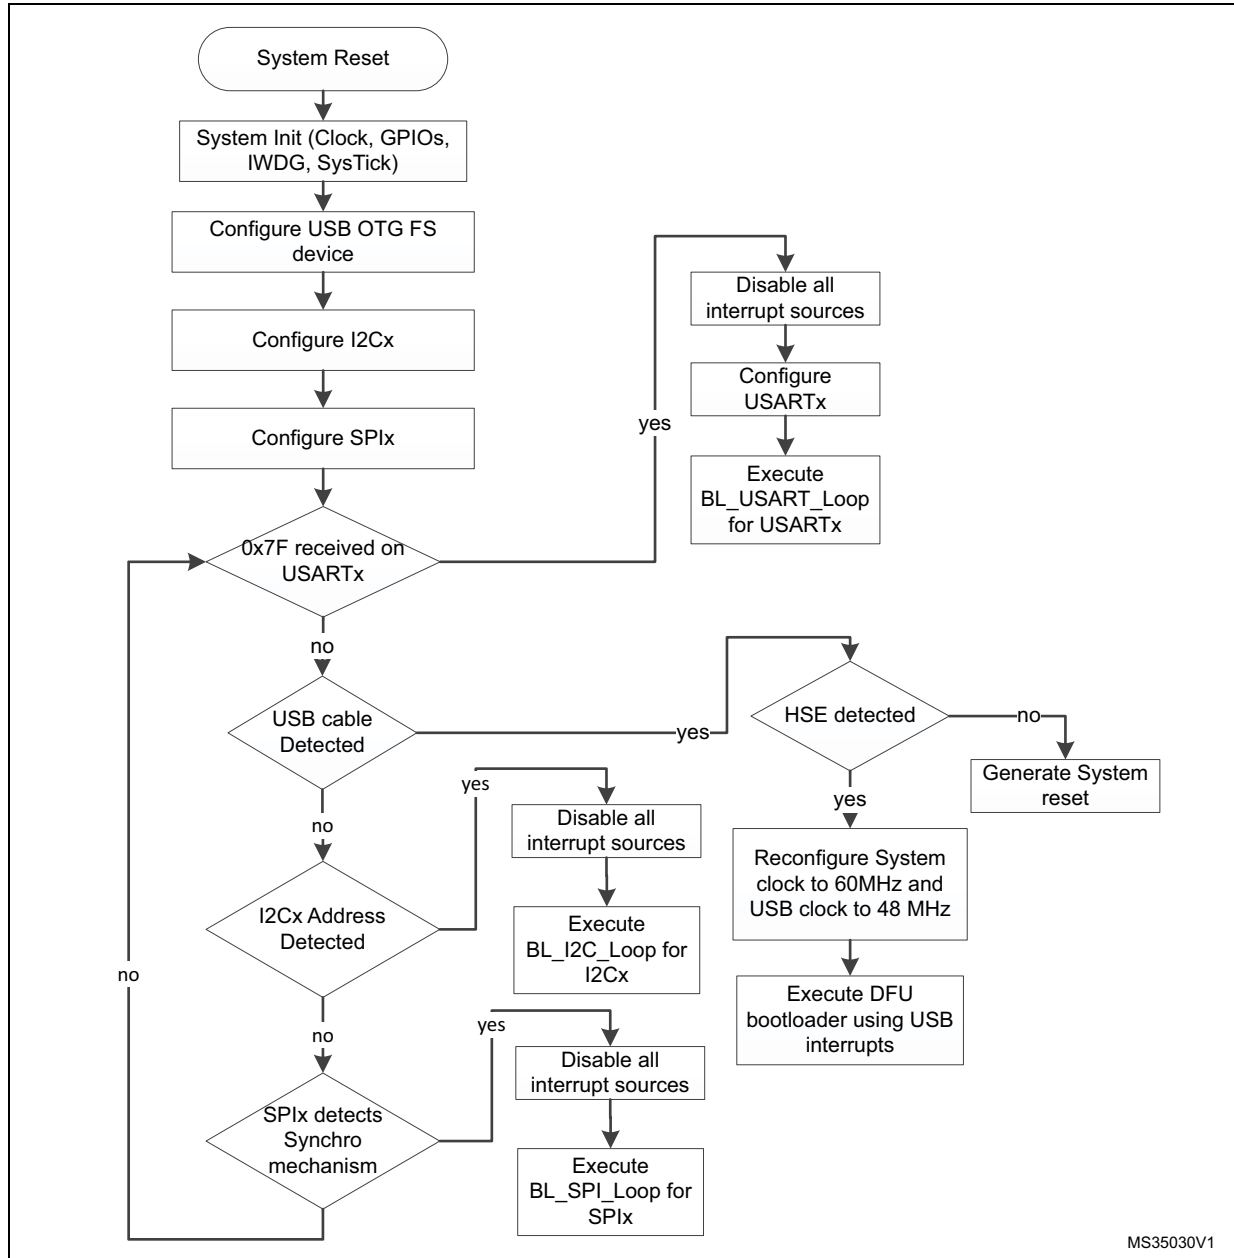 System Reset
System Init (Clock, GPIOs,
IWDG, SysTick)
Configure USB OTG FS
device
Configure I2Cx
Configure SPIx
0x7F received on
USARTx
yes
Disable all
interrupt sources
Configure
USARTx
Execute
BL_USART_Loop
for USARTx
no
USB cable
Detected
yes
HSE detected
no
Generate System
reset
yes
Reconfigure System
clock to 60MHz and
USB clock to 48 MHz
Execute DFU
bootloader using USB
interrupts
no
I2Cx Address
Detected
yes
Disable all
interrupt sources
Execute
BL_I2C_Loop for
I2Cx
no
SPIx detects
Synchro
mechanism
yes
Disable all
interrupt sources
Execute
BL_SPI_Loop for
SPIx
no
MS35030V1